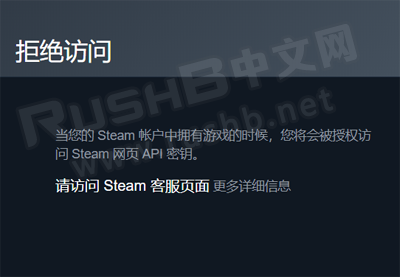 拒绝访问
RushB中文网
www.rushb.net
当您的 Steam 帐户中拥有游戏的时候，您将会被授权访
问 Steam 网页 API 密钥。
请访问 Steam 客服页面 更多详细信息